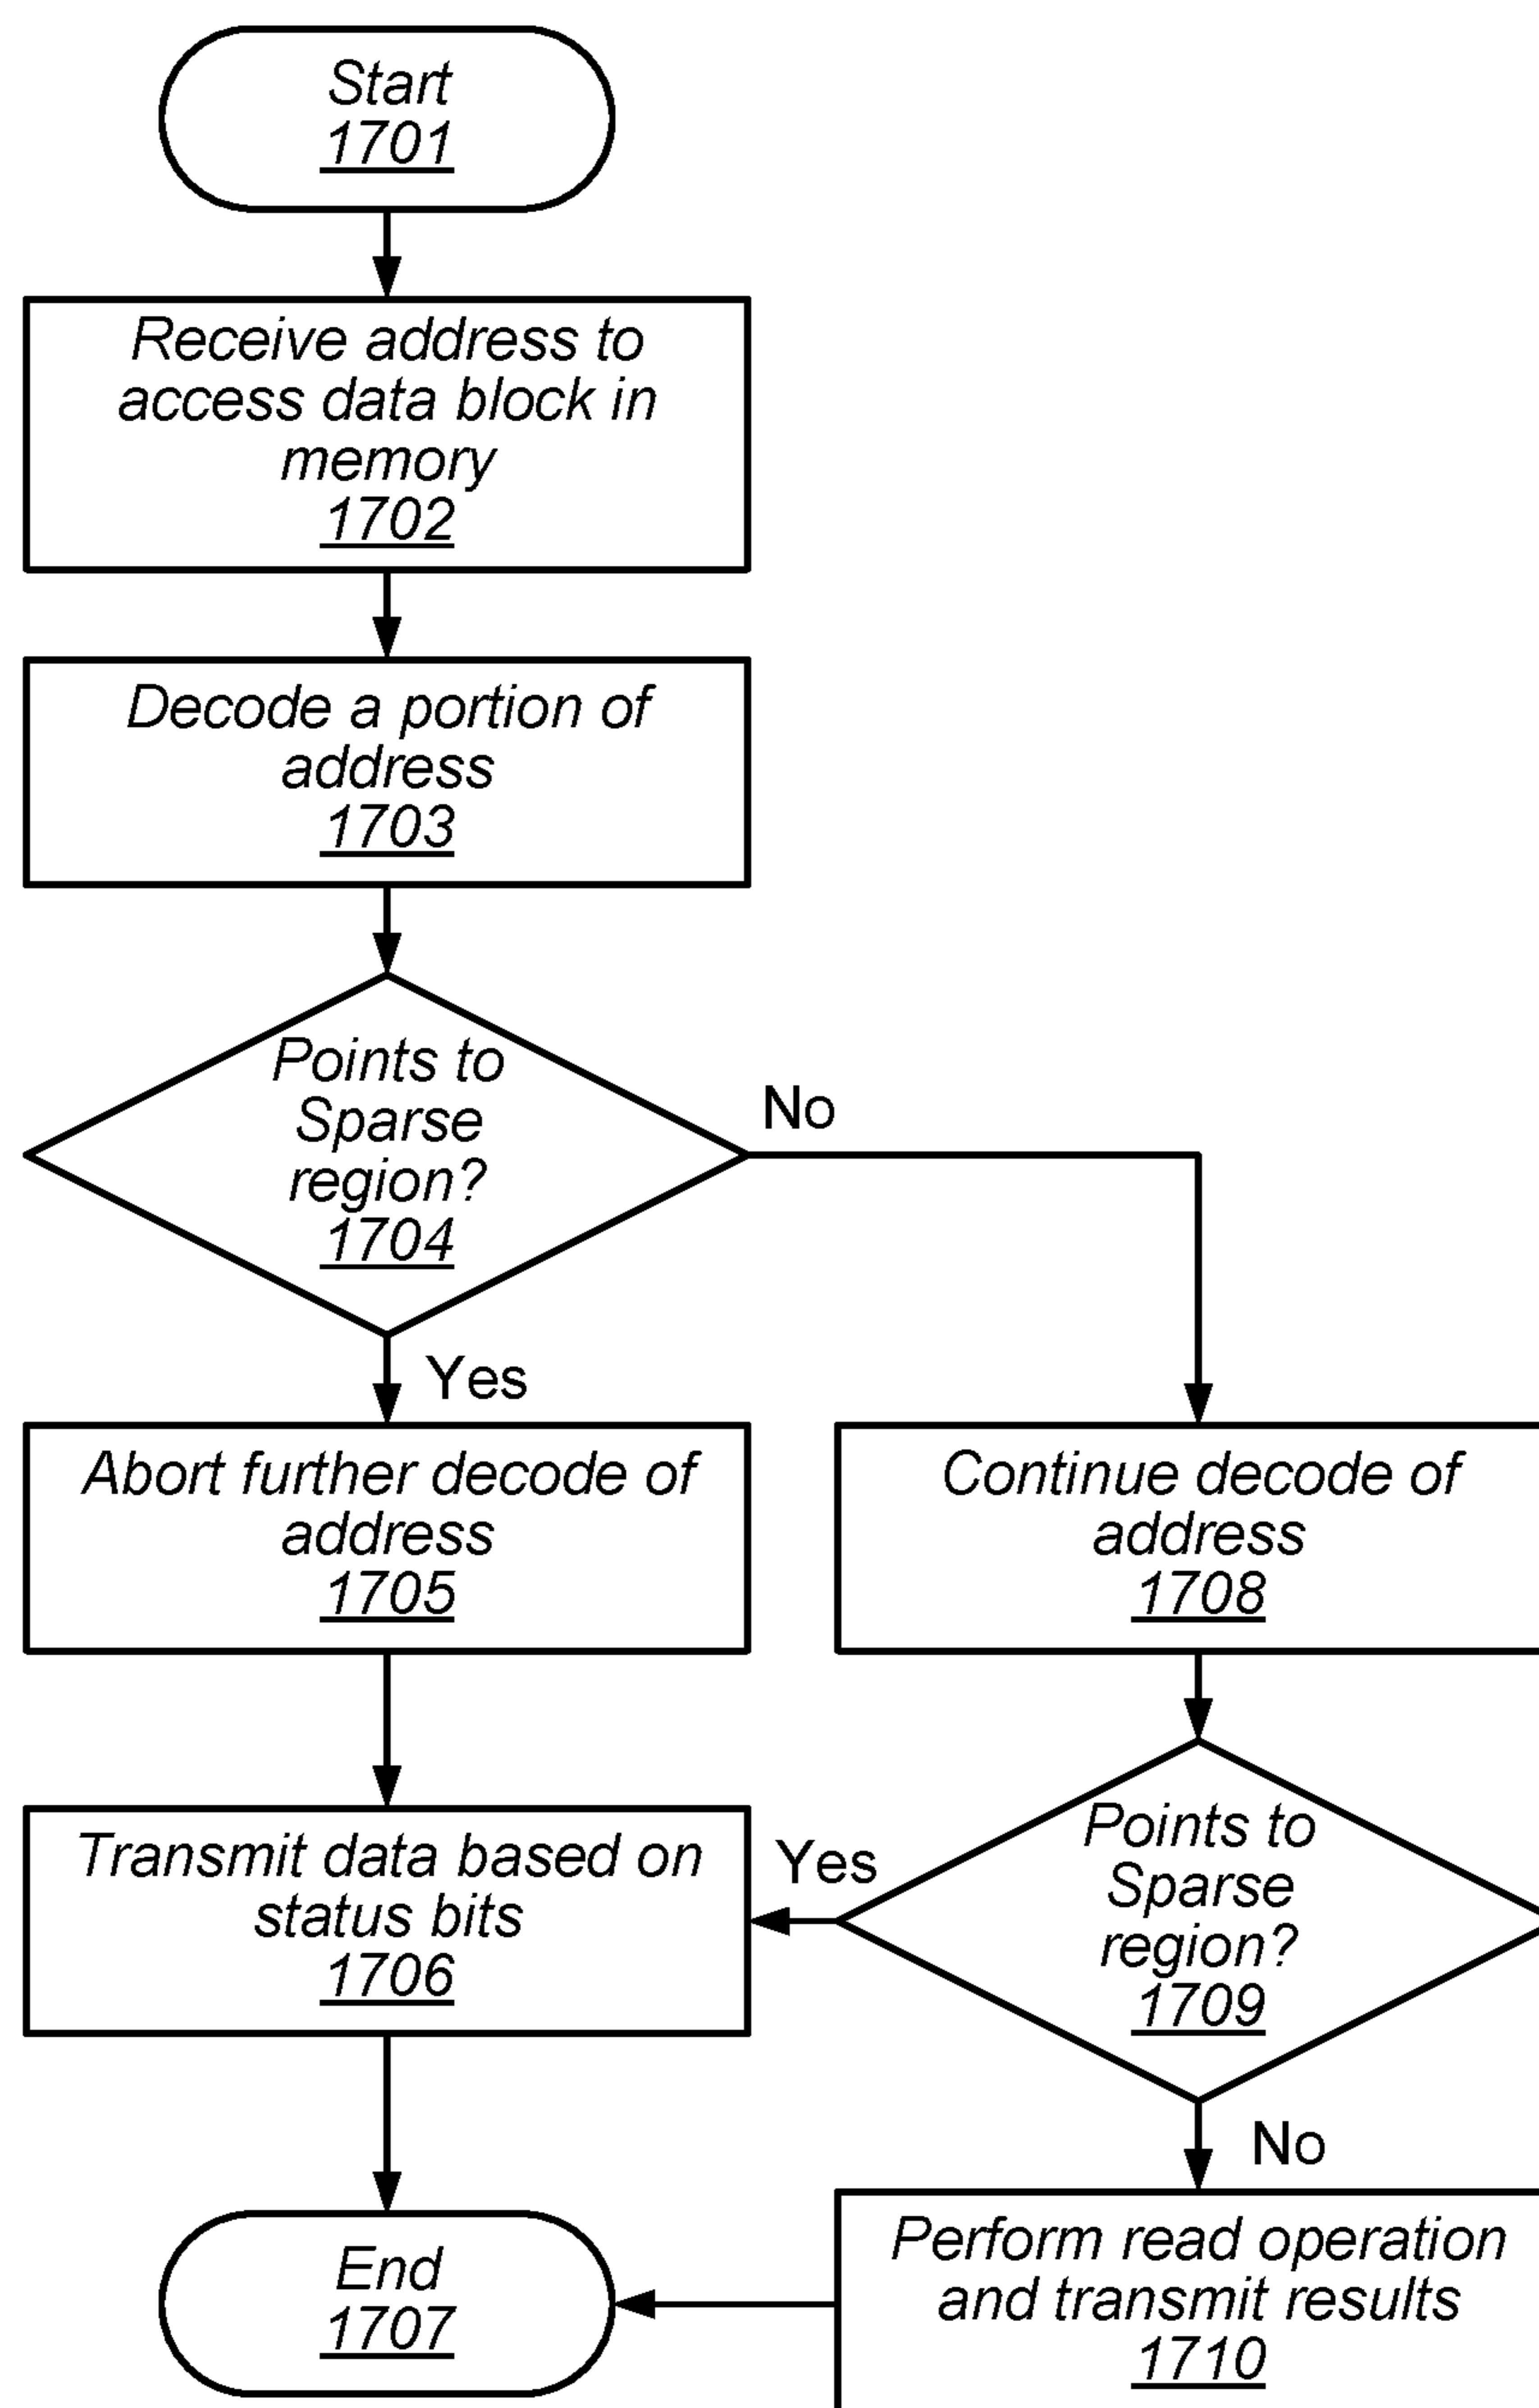 Start
1701
Receive address to
access data block in
memory
1702
Decode a portion of
address
1703
Points to
Sparse
region?
1704
No
Yes
Abort further decode of
address
1705
Continue decode of
address
1708
Transmit data based on
status bits
1706
Yes
Points to
Sparse
region?
1709
No
End
1707
Perform read operation
and transmit results
1710